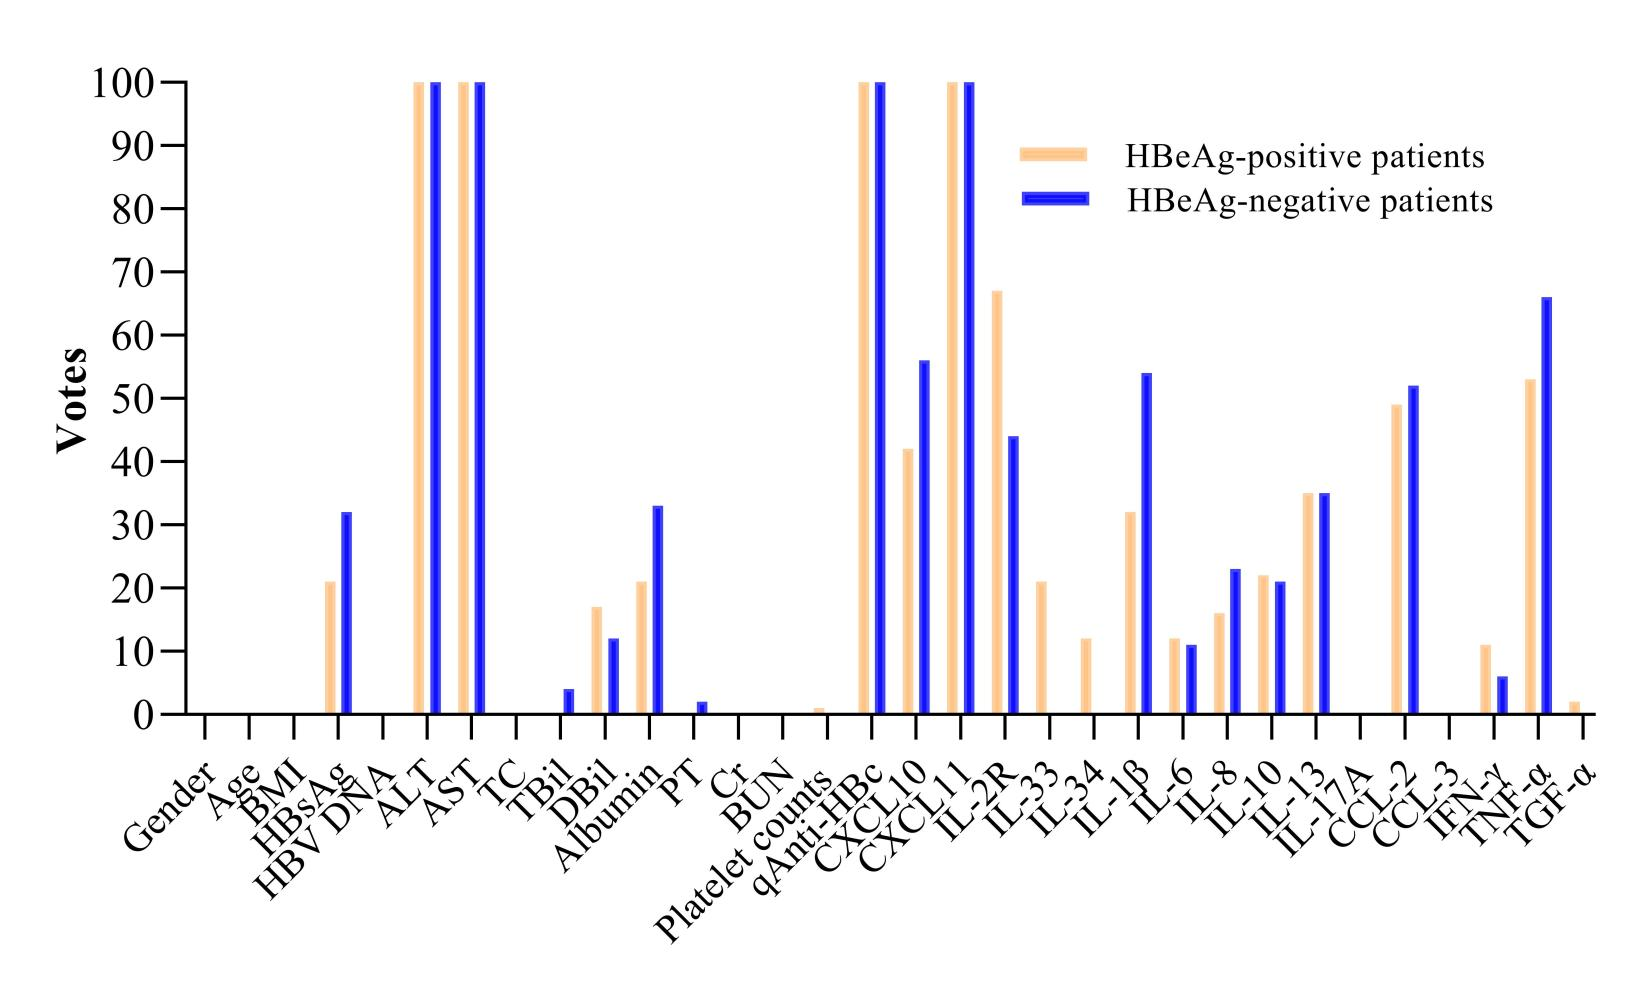 100
90
80
70
60
50
40
30
20
10
0
Votes
HBeAg-positive patients
HBeAg-negative patients
Gender
Age
BMI
HBsAg
HBV DNA
ALT
AST
TC
TBil
DBil
Albumin
PT
Cr
BUN
Platelet counts
qAnti-HBc
CXCL10
CXCL11
IL-2R
IL-33
IL-34
IL-1β
IL-6
IL-8
IL-10
IL-13
IL-17A
CCL-2
CCL-3
IFN-γ
TNF-α
TGF-α